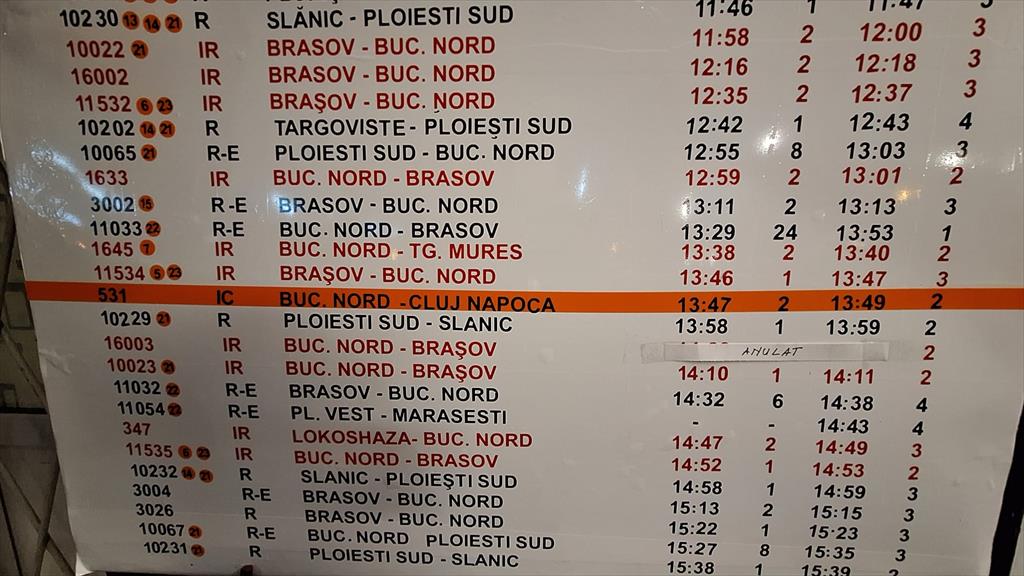 11:46 1 11:47 3
10230 13 14 21 R SLĂNIC - PLOIESTI SUD 11:58 2 12:00 3
10022 21 IR BRASOV - BUC. NORD 12:16 2 12:18 3
16002 IR BRASOV - BUC. NORD 12:35 2 12:37 3
11532 6 23 IR BRAŞOV - BUC. NORD 12:42 1 12:43 4
10202 14 21 R TARGOVISTE - PLOIEȘTI SUD 12:55 8 13:03 3
10065 21 R-E PLOIESTI SUD - BUC. NORD 12:59 2 13:01 2
1633 IR BUC. NORD - BRASOV 13:11 2 13:13 3
3002 15 R-E BRASOV - BUC. NORD 13:29 24 13:53 1
11033 22 R-E BUC. NORD - BRASOV 13:38 2 13:40 2
1645 7 IR BUC. NORD - TG. MURES 13:46 1 13:47 3
11534 5 23 IR BRAŞOV - BUC. NORD
531 IC BUC. NORD -CLUJ NAPOCA 13:47 2 13:49 2
10229 21 R PLOIESTI SUD - SLANIC 13:58 1 13:59 2
16003 IR BUC. NORD - BRAŞOV ANULAT 2
10023 21 IR BUC. NORD - BRAŞOV 14:10 1 14:11 2
11032 22 R-E BRASOV - BUC. NORD 14:32 6 14:38 4
11054 22 R-E PL. VEST - MARASESTI - - 14:43 4
347 IR LOKOSHAZA- BUC. NORD 14:47 2 14:49 3
11535 6 23 IR BUC. NORD - BRASOV 14:52 1 14:53 2
10232 14 21 R SLANIC - PLOIEŞTI SUD 14:58 1 14:59 3
3004 R-E BRASOV - BUC. NORD 15:13 2 15:15 3
3026 R BRASOV - BUC. NORD 15:22 1 15:23 3
10067 21 R-E BUC. NORD PLOIESTI SUD 15:27 8 15:35 3
10231 21 R PLOIESTI SUD - SLANIC 15:38 1 15:39 2